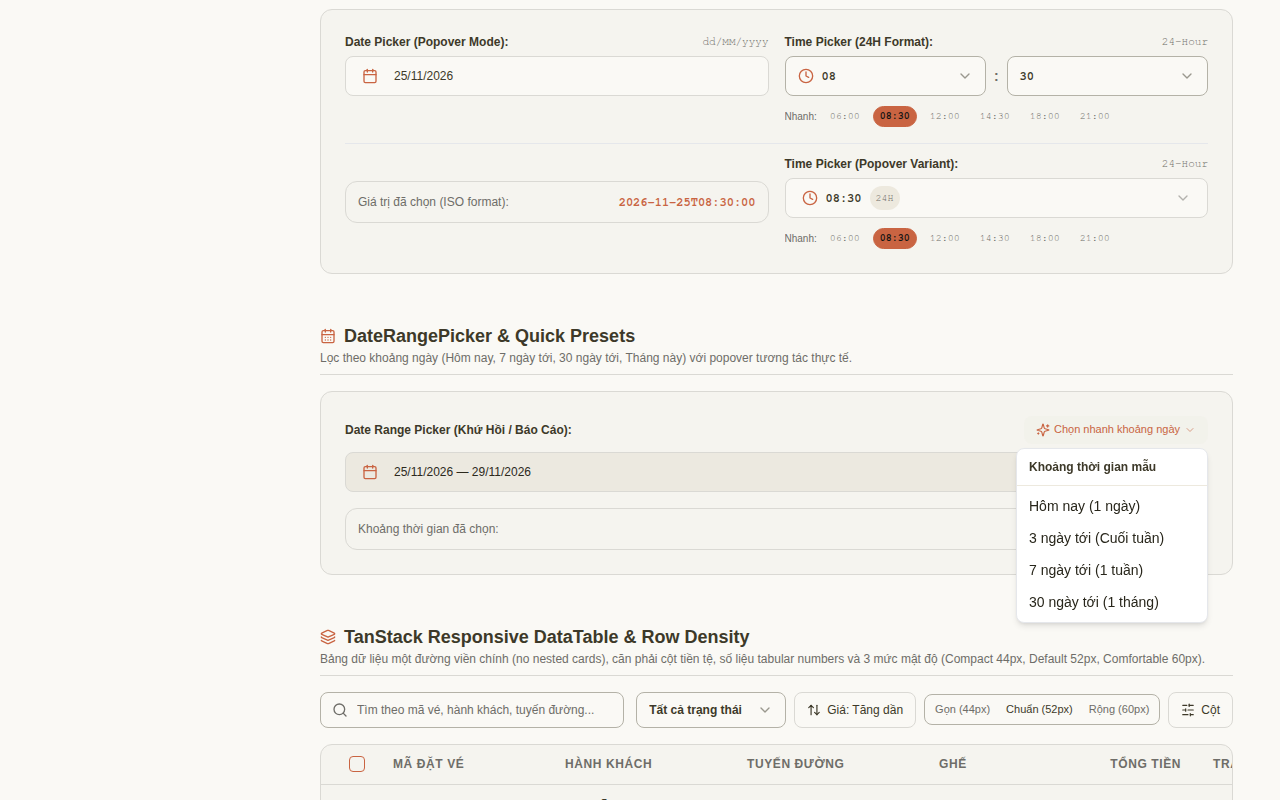 Date Picker (Popover Mode):
dd/MM/yyyy
25/11/2026
Time Picker (24H Format):
24-Hour
08
:
30
Nhanh: 06:00 08:30 12:00 14:30 18:00 21:00
Giá trị đã chọn (ISO format):
2026-11-25T08:30:00
Time Picker (Popover Variant):
24-Hour
08:30 24H
Nhanh: 06:00 08:30 12:00 14:30 18:00 21:00
DateRangePicker & Quick Presets
Lọc theo khoảng ngày (Hôm nay, 7 ngày tới, 30 ngày tới, Tháng này) với popover tương tác thực tế.
Date Range Picker (Khứ Hồi / Báo Cáo):
Chọn nhanh khoảng ngày
25/11/2026 — 29/11/2026
Khoảng thời gian đã chọn:
Khoảng thời gian mẫu
Hôm nay (1 ngày)
3 ngày tới (Cuối tuần)
7 ngày tới (1 tuần)
30 ngày tới (1 tháng)
TanStack Responsive DataTable & Row Density
Bảng dữ liệu một đường viền chính (no nested cards), căn phải cột tiền tệ, số liệu tabular numbers và 3 mức mật độ (Compact 44px, Default 52px, Comfortable 60px).
Tìm theo mã vé, hành khách, tuyến đường...
Tất cả trạng thái
Giá: Tăng dần
Gọn (44px) Chuẩn (52px) Rộng (60px)
Cột
MÃ ĐẶT VÉ HÀNH KHÁCH TUYẾN ĐƯỜNG GHẾ TỔNG TIỀN